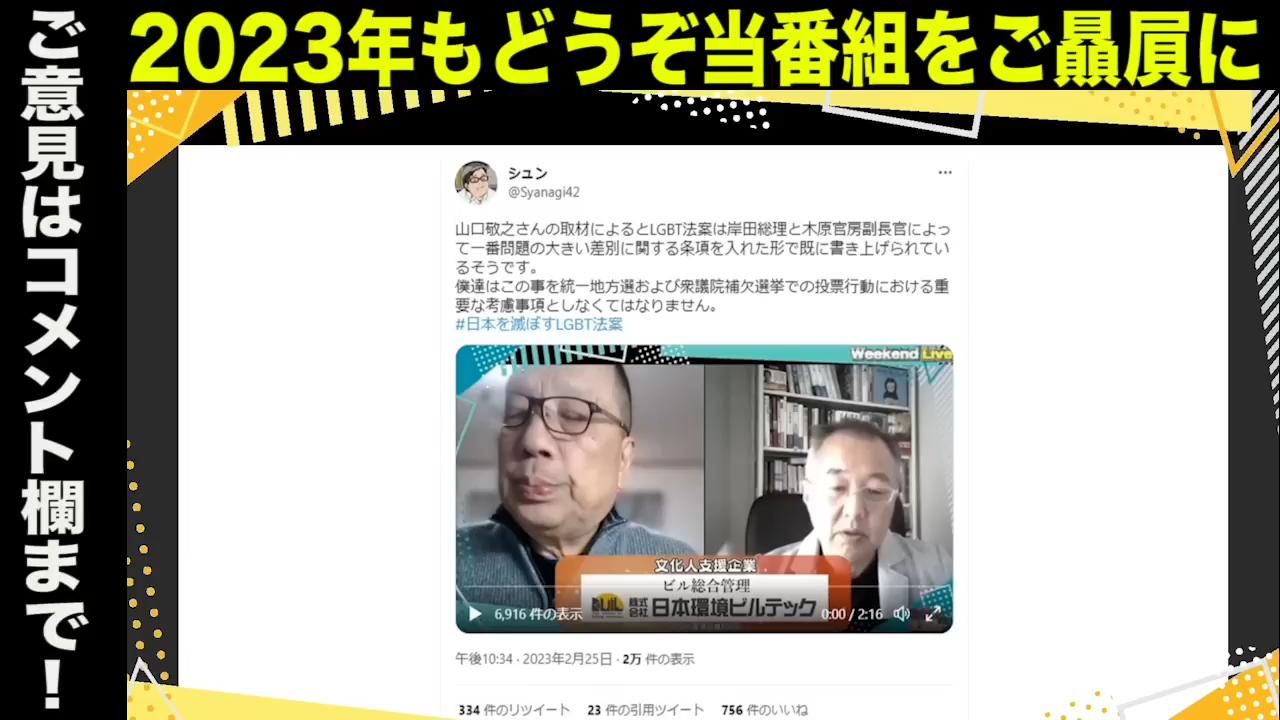 2023年もどうぞ当番組をご贔屓に
ご意見はコメント欄まで！
シュン
@Syanagi42
山口敬之さんの取材によるとLGBT法案は岸田総理と木原官房副長官によっ
て一番問題の大きい差別に関する条項を入れた形で既に書き上げられてい
るそうです。
僕達はこの事を統一地方選および衆議院補欠選挙での投票行動における重
要な考慮事項としなくてはなりません。
#日本を滅ぼすLGBT法案
Weekend Live
文化人支援企業
ビル総合管理
株式会社 日本環境ビルテック
6,916 件の表示
0:00 / 2:16
午後10:34 · 2023年2月25日 · 2万 件の表示
334 件のリツイート 23 件の引用ツイート 756 件のいいね